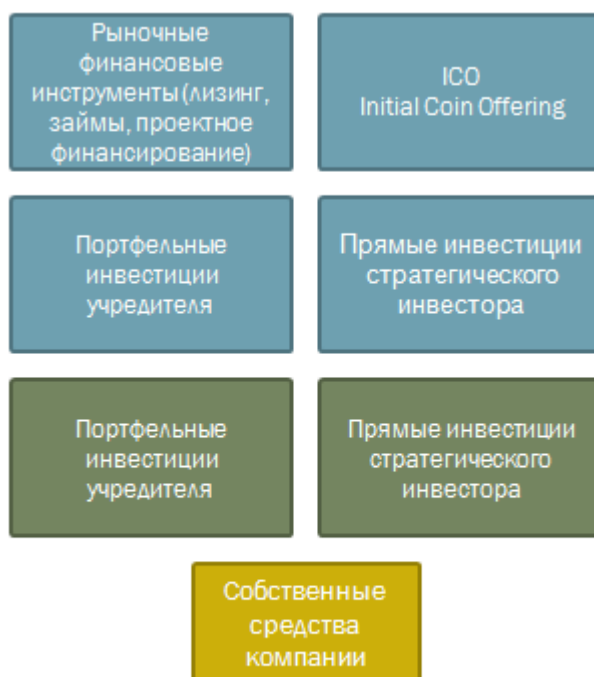 Рыночные
финансовые
инструменты(лизинг,
займы, проектное
финансирование)
ICO
Initial Coin Offering
Портфельные
инвестиции
учредителя
Прямые инвестиции
стратегического
инвестора
Портфельные
инвестиции
учредителя
Прямые инвестиции
стратегического
инвестора
Собственные
средства
компании